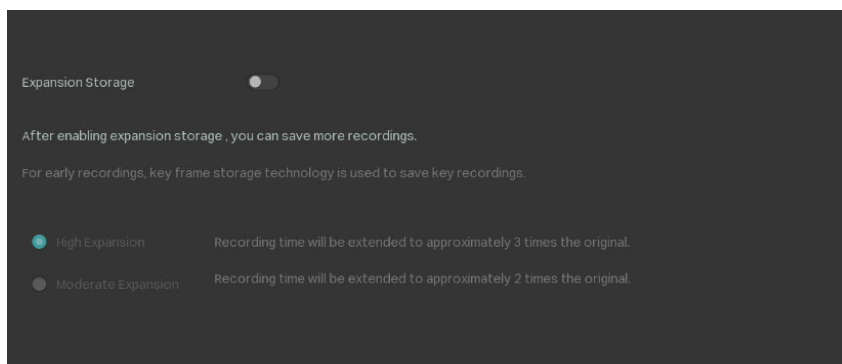 Expansion Storage
After enabling expansion storage , you can save more recordings.
For early recordings, key frame storage technology is used to save key recordings.
High Expansion Recording time will be extended to approximately 3 times the original.
Moderate Expansion Recording time will be extended to approximately 2 times the original.